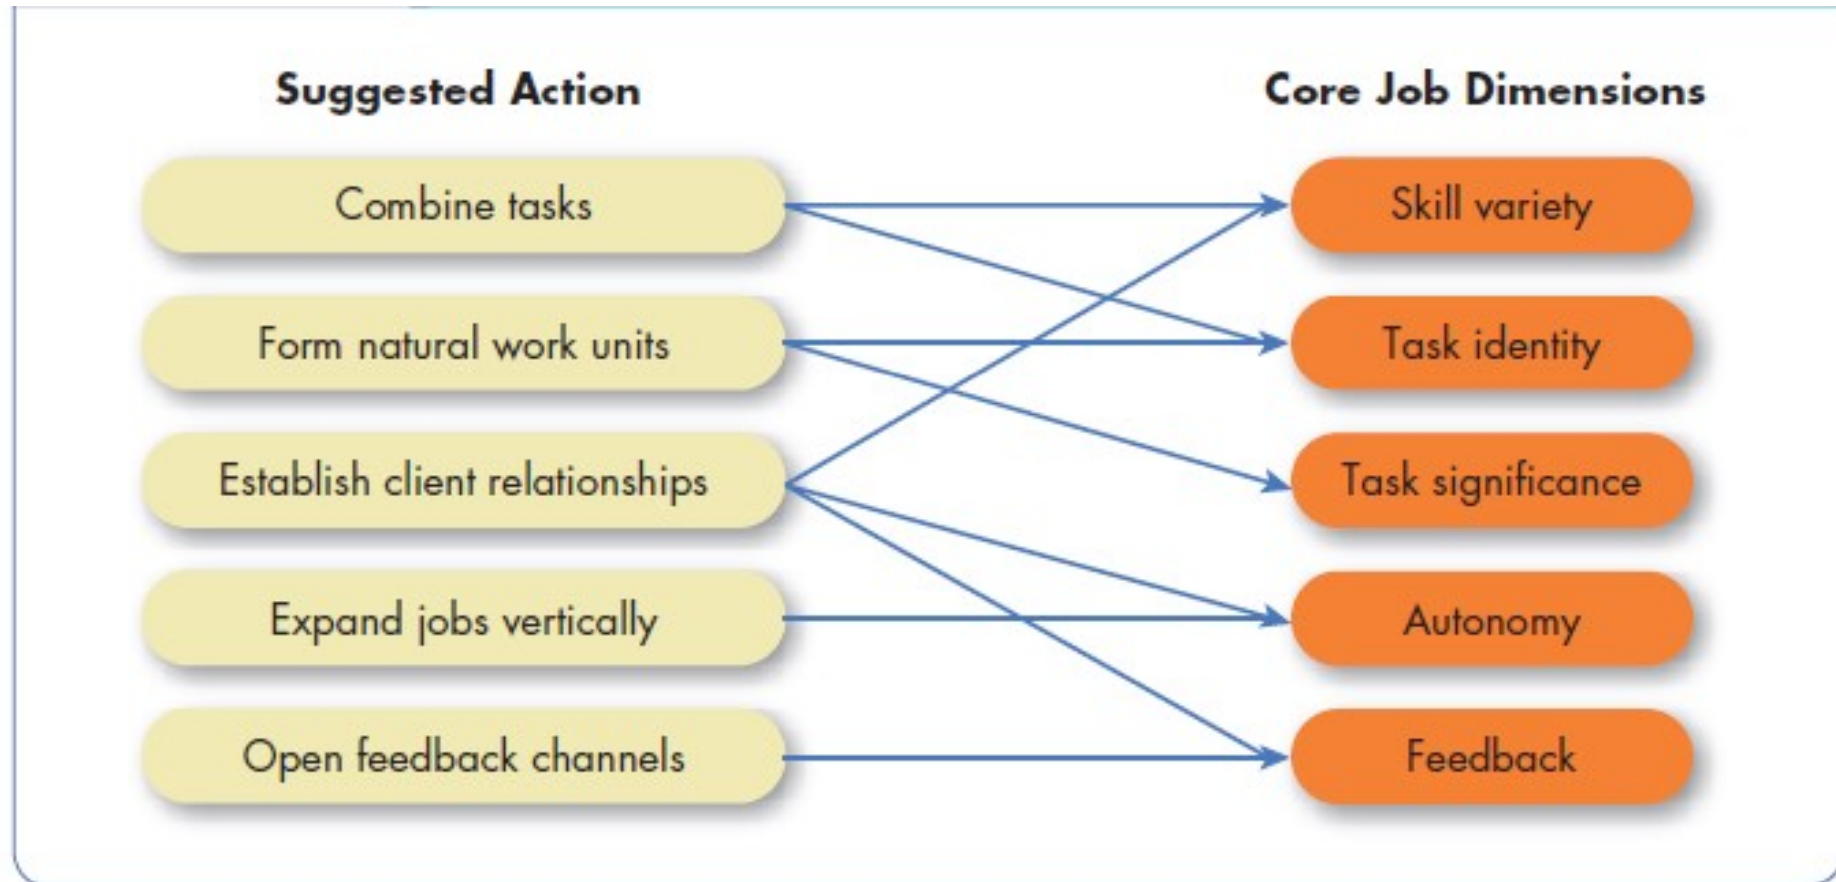 Suggested Action
Core Job Dimensions
Combine tasks
Skill variety
Form natural work units
Task identity
Establish client relationships
Task significance
Expand jobs vertically
Autonomy
Open feedback channels
Feedback